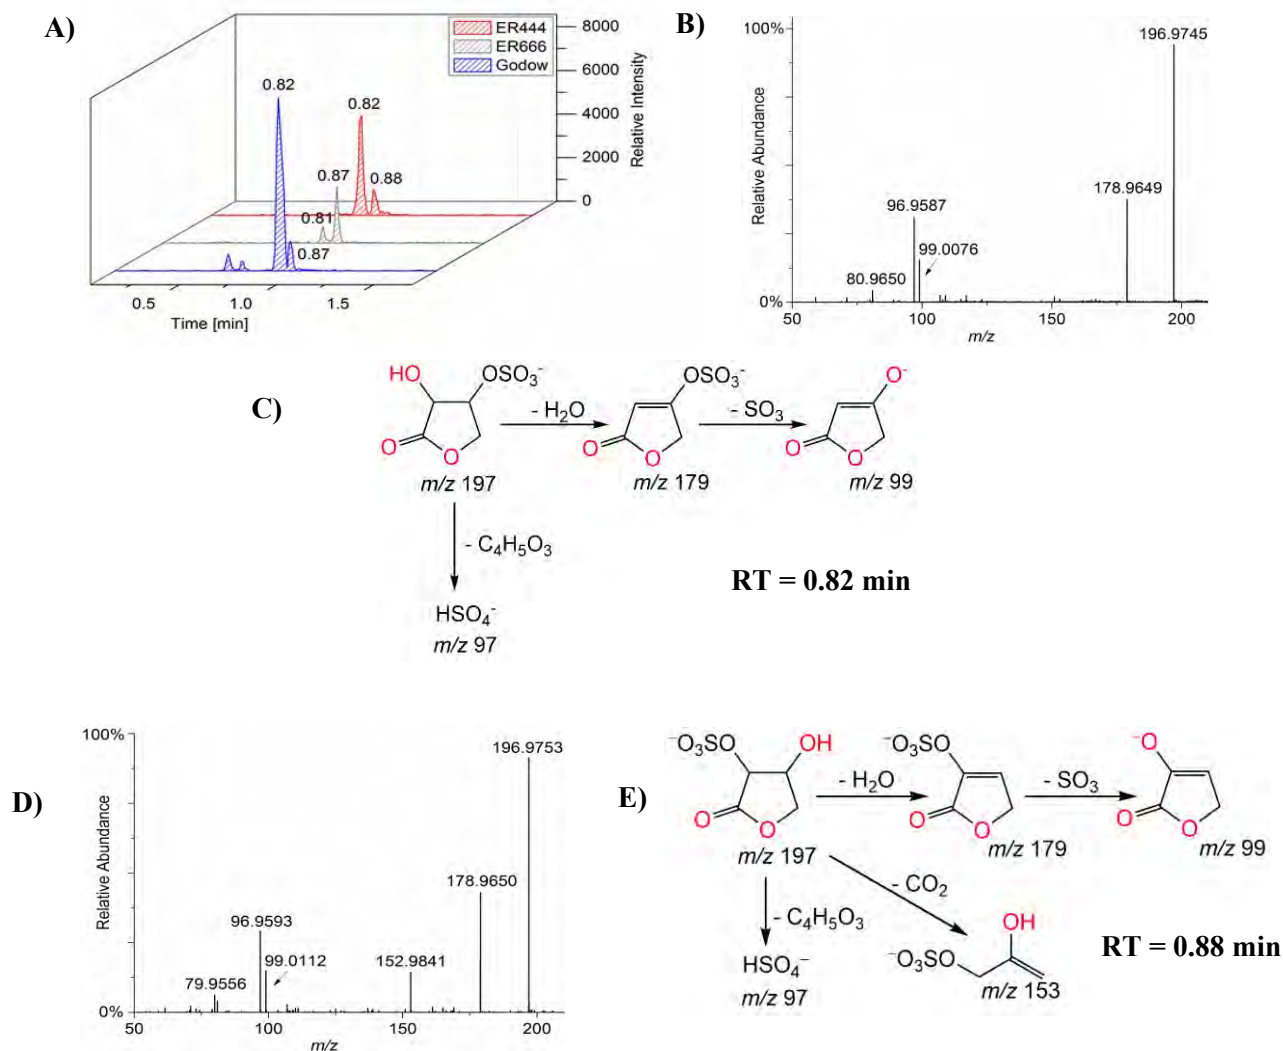 A)
ER444
ER666
Godow
8000
6000
4000
2000
0
Relative Intensity
0.82
0.82
0.88
0.87
0.81
0.87
0.5
1.0
1.5
Time [min]
B)
100%
0%
Relative Abundance
196.9745
178.9649
96.9587
99.0076
80.9650
50
100
150
200
m/z
C)
HO
OSO₃⁻
O
O
m/z 197
- H₂O
OSO₃⁻
O
O
m/z 179
- SO₃
O⁻
O
O
m/z 99
- C₄H₅O₃
HSO₄⁻
m/z 97
RT = 0.82 min
D)
100%
0%
Relative Abundance
196.9753
178.9650
96.9593
99.0112
79.9556
152.9841
50
100
150
200
m/z
E)
⁻O₃SO
OH
O
O
m/z 197
- H₂O
⁻O₃SO
O
O
m/z 179
- SO₃
⁻O
O
O
m/z 99
- CO₂
- C₄H₅O₃
HSO₄⁻
m/z 97
OH
⁻O₃SO
m/z 153
RT = 0.88 min